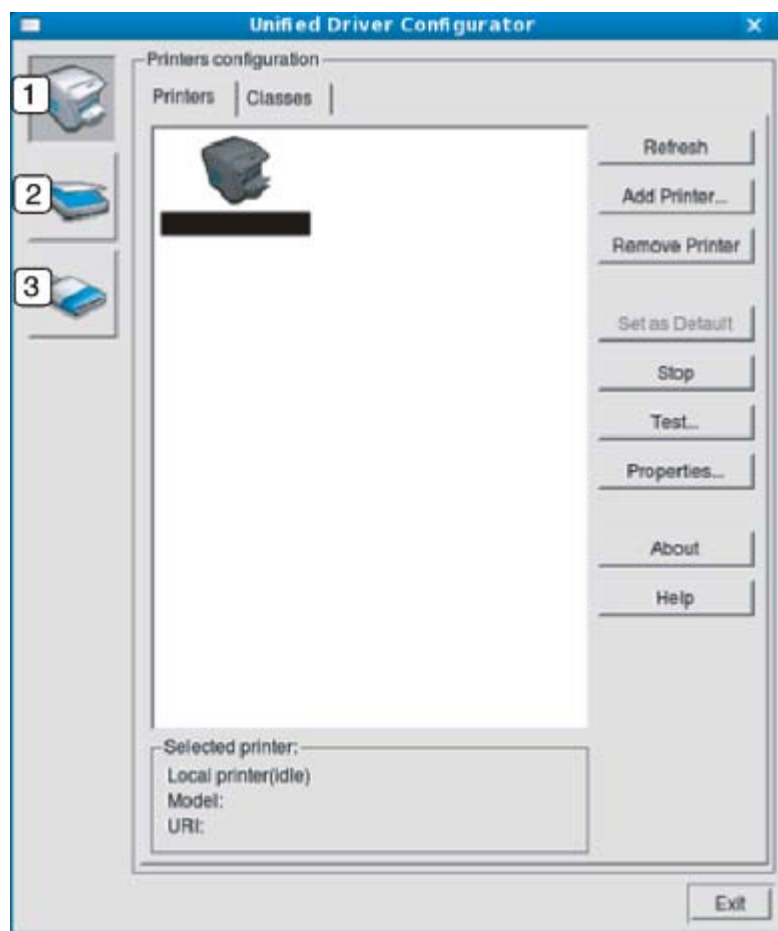 Unified Driver Configurator
1
2
3
Printers configuration
Printers
Classes
Refresh
Add Printer...
Remove Printer
Set as Default
Stop
Test...
Properties...
About
Help
Selected printer:
Local printer(idle)
Model:
URI:
Exit